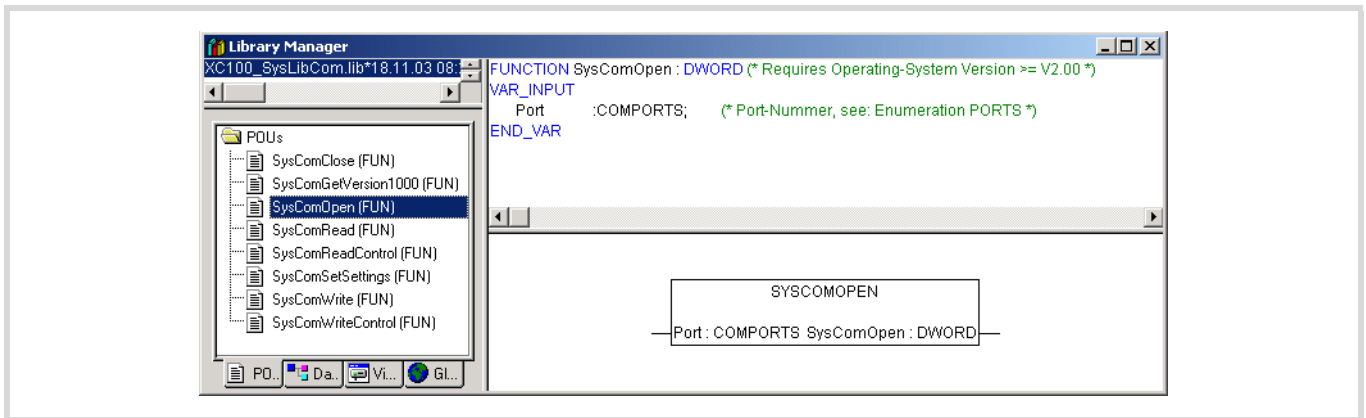 Library Manager
XC100_SysLibCom.lib*18.11.03 08:
POUs
SysComClose (FUN)
SysComGetVersion1000 (FUN)
SysComOpen (FUN)
SysComRead (FUN)
SysComReadControl (FUN)
SysComSetSettings (FUN)
SysComWrite (FUN)
SysComWriteControl (FUN)
PO.. Da.. Vi... Gl...
FUNCTION SysComOpen : DWORD (* Requires Operating-System Version >= V2.00 *)
VAR_INPUT
Port :COMPORTS; (* Port-Nummer, see: Enumeration PORTS *)
END_VAR
SYSCOMOPEN
Port : COMPORTS SysComOpen : DWORD